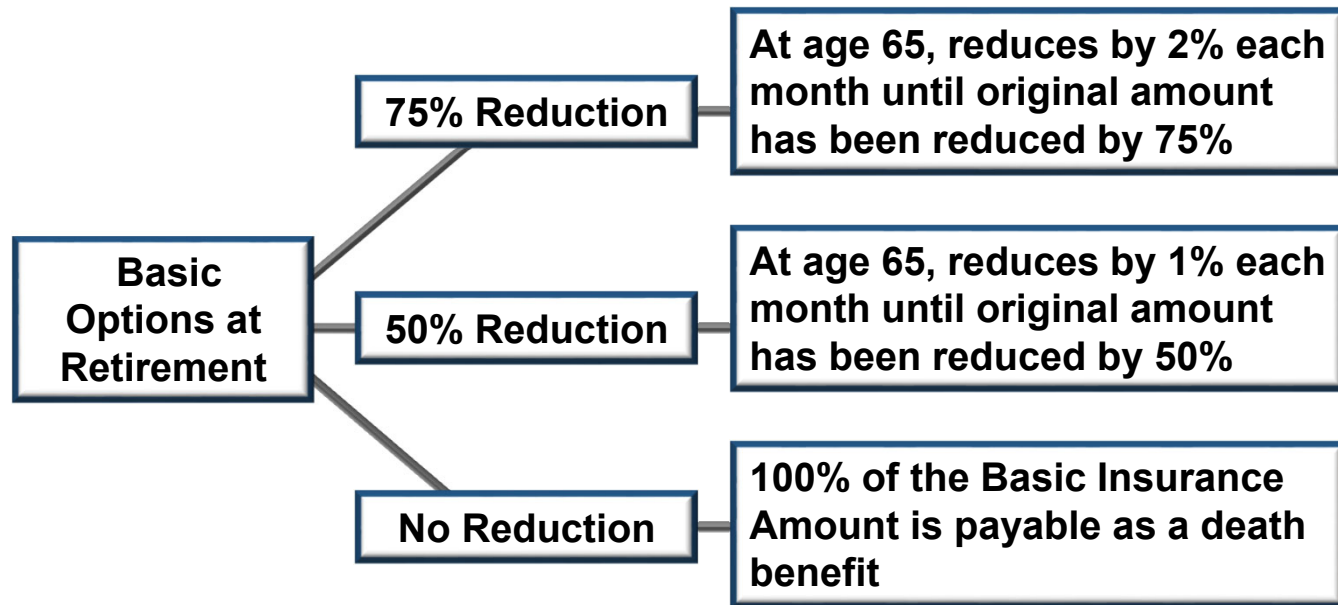 Basic
Options at
Retirement
75% Reduction
At age 65, reduces by 2% each
month until original amount
has been reduced by 75%
50% Reduction
At age 65, reduces by 1% each
month until original amount
has been reduced by 50%
No Reduction
100% of the Basic Insurance
Amount is payable as a death
benefit